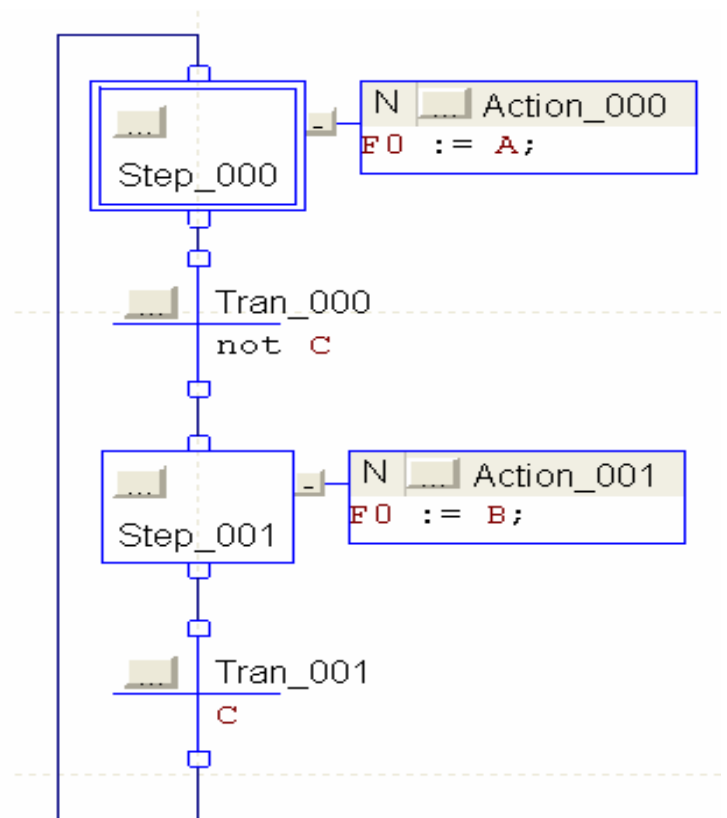 N ... Action_000
...
F0 := A;
Step_000
-
... Tran_000
not C
N ... Action_001
...
F0 := B;
Step_001
-
... Tran_001
C